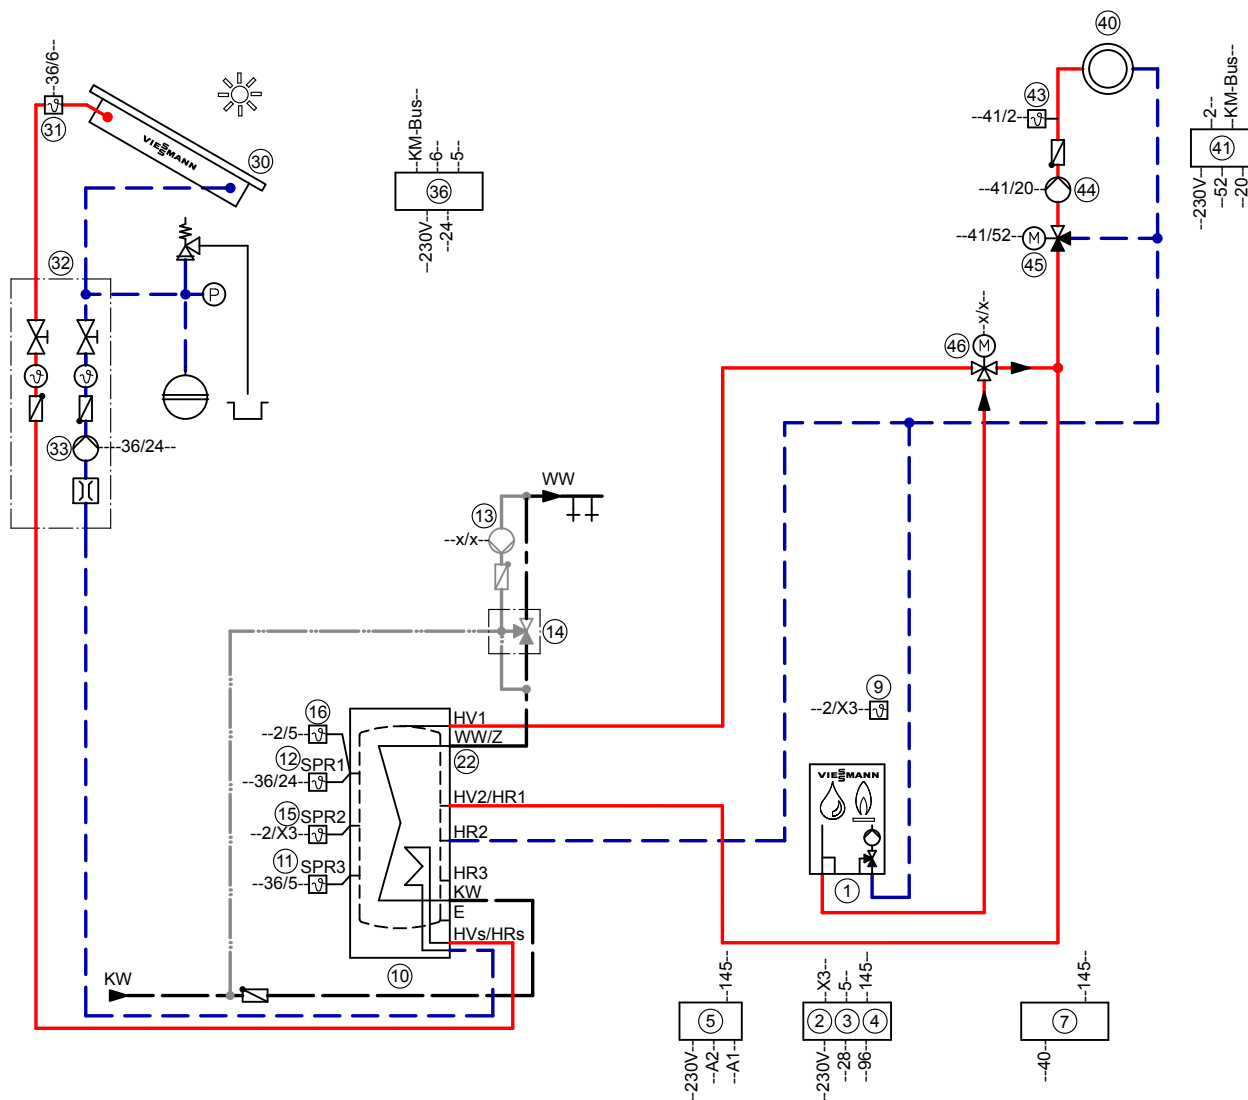 40
--36/6--
31
VIESSMANN
30
--KM-Bus--
--6--
--5--
36
--230V--
--24--
43
--41/2--
44
--41/20--
--41/52--
M
45
--2--
--KM-Bus--
41
--230V--
--52--
--20--
32
P
ϑ
ϑ
33
--36/24--
--x/x--
46
M
WW
13
--x/x--
14
9
--2/X3--
ϑ
16
--2/5--
ϑ
12
SPR1
--36/24--
ϑ
15
SPR2
--2/X3--
ϑ
11
SPR3
--36/5--
ϑ
HV1
WW/Z
22
HV2/HR1
HR2
HR3
KW
E
HVs/HRs
10
KW
VIESSMANN
1
--145--
5
--230V--
--A2--
--A1--
--X3--
--5--
--145--
2
3
4
--230V--
--28--
--96--
--145--
7
--40--